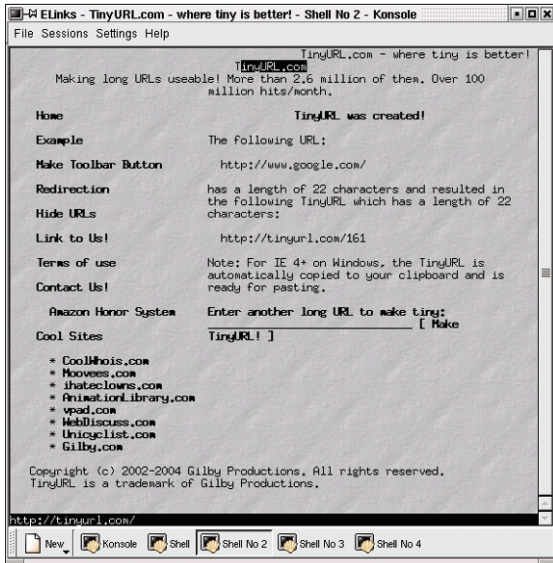 ELinks - TinyURL.com - where tiny is better! - Shell No 2 - Konsole
File Sessions Settings Help
TinyURL.com - where tiny is better!
TinyURL.com
Making long URLs useable! More than 2.6 million of them. Over 100
million hits/month.
Home
TinyURL was created!
Example
The following URL:
Make Toolbar Button
http://www.google.com/
Redirection
has a length of 22 characters and resulted in
the following TinyURL which has a length of 22
Hide URLs
characters:
Link to Us!
http://tinyurl.com/161
Terms of use
Note: For IE 4+ on Windows, the TinyURL is
automatically copied to your clipboard and is
Contact Us!
ready for pasting.
Amazon Honor System
Enter another long URL to make tiny:
[ Make
Cool Sites
TinyURL! ]
* CoolWhois.com
* Moovees.com
* ihateclowns.com
* AnimationLibrary.com
* vpad.com
* WebDiscuss.com
* Unicyclist.com
* Gilby.com
Copyright (c) 2002-2004 Gilby Productions. All rights reserved.
TinyURL is a trademark of Gilby Productions.
http://tinyurl.com/
New Konsole Shell Shell No 2 Shell No 3 Shell No 4